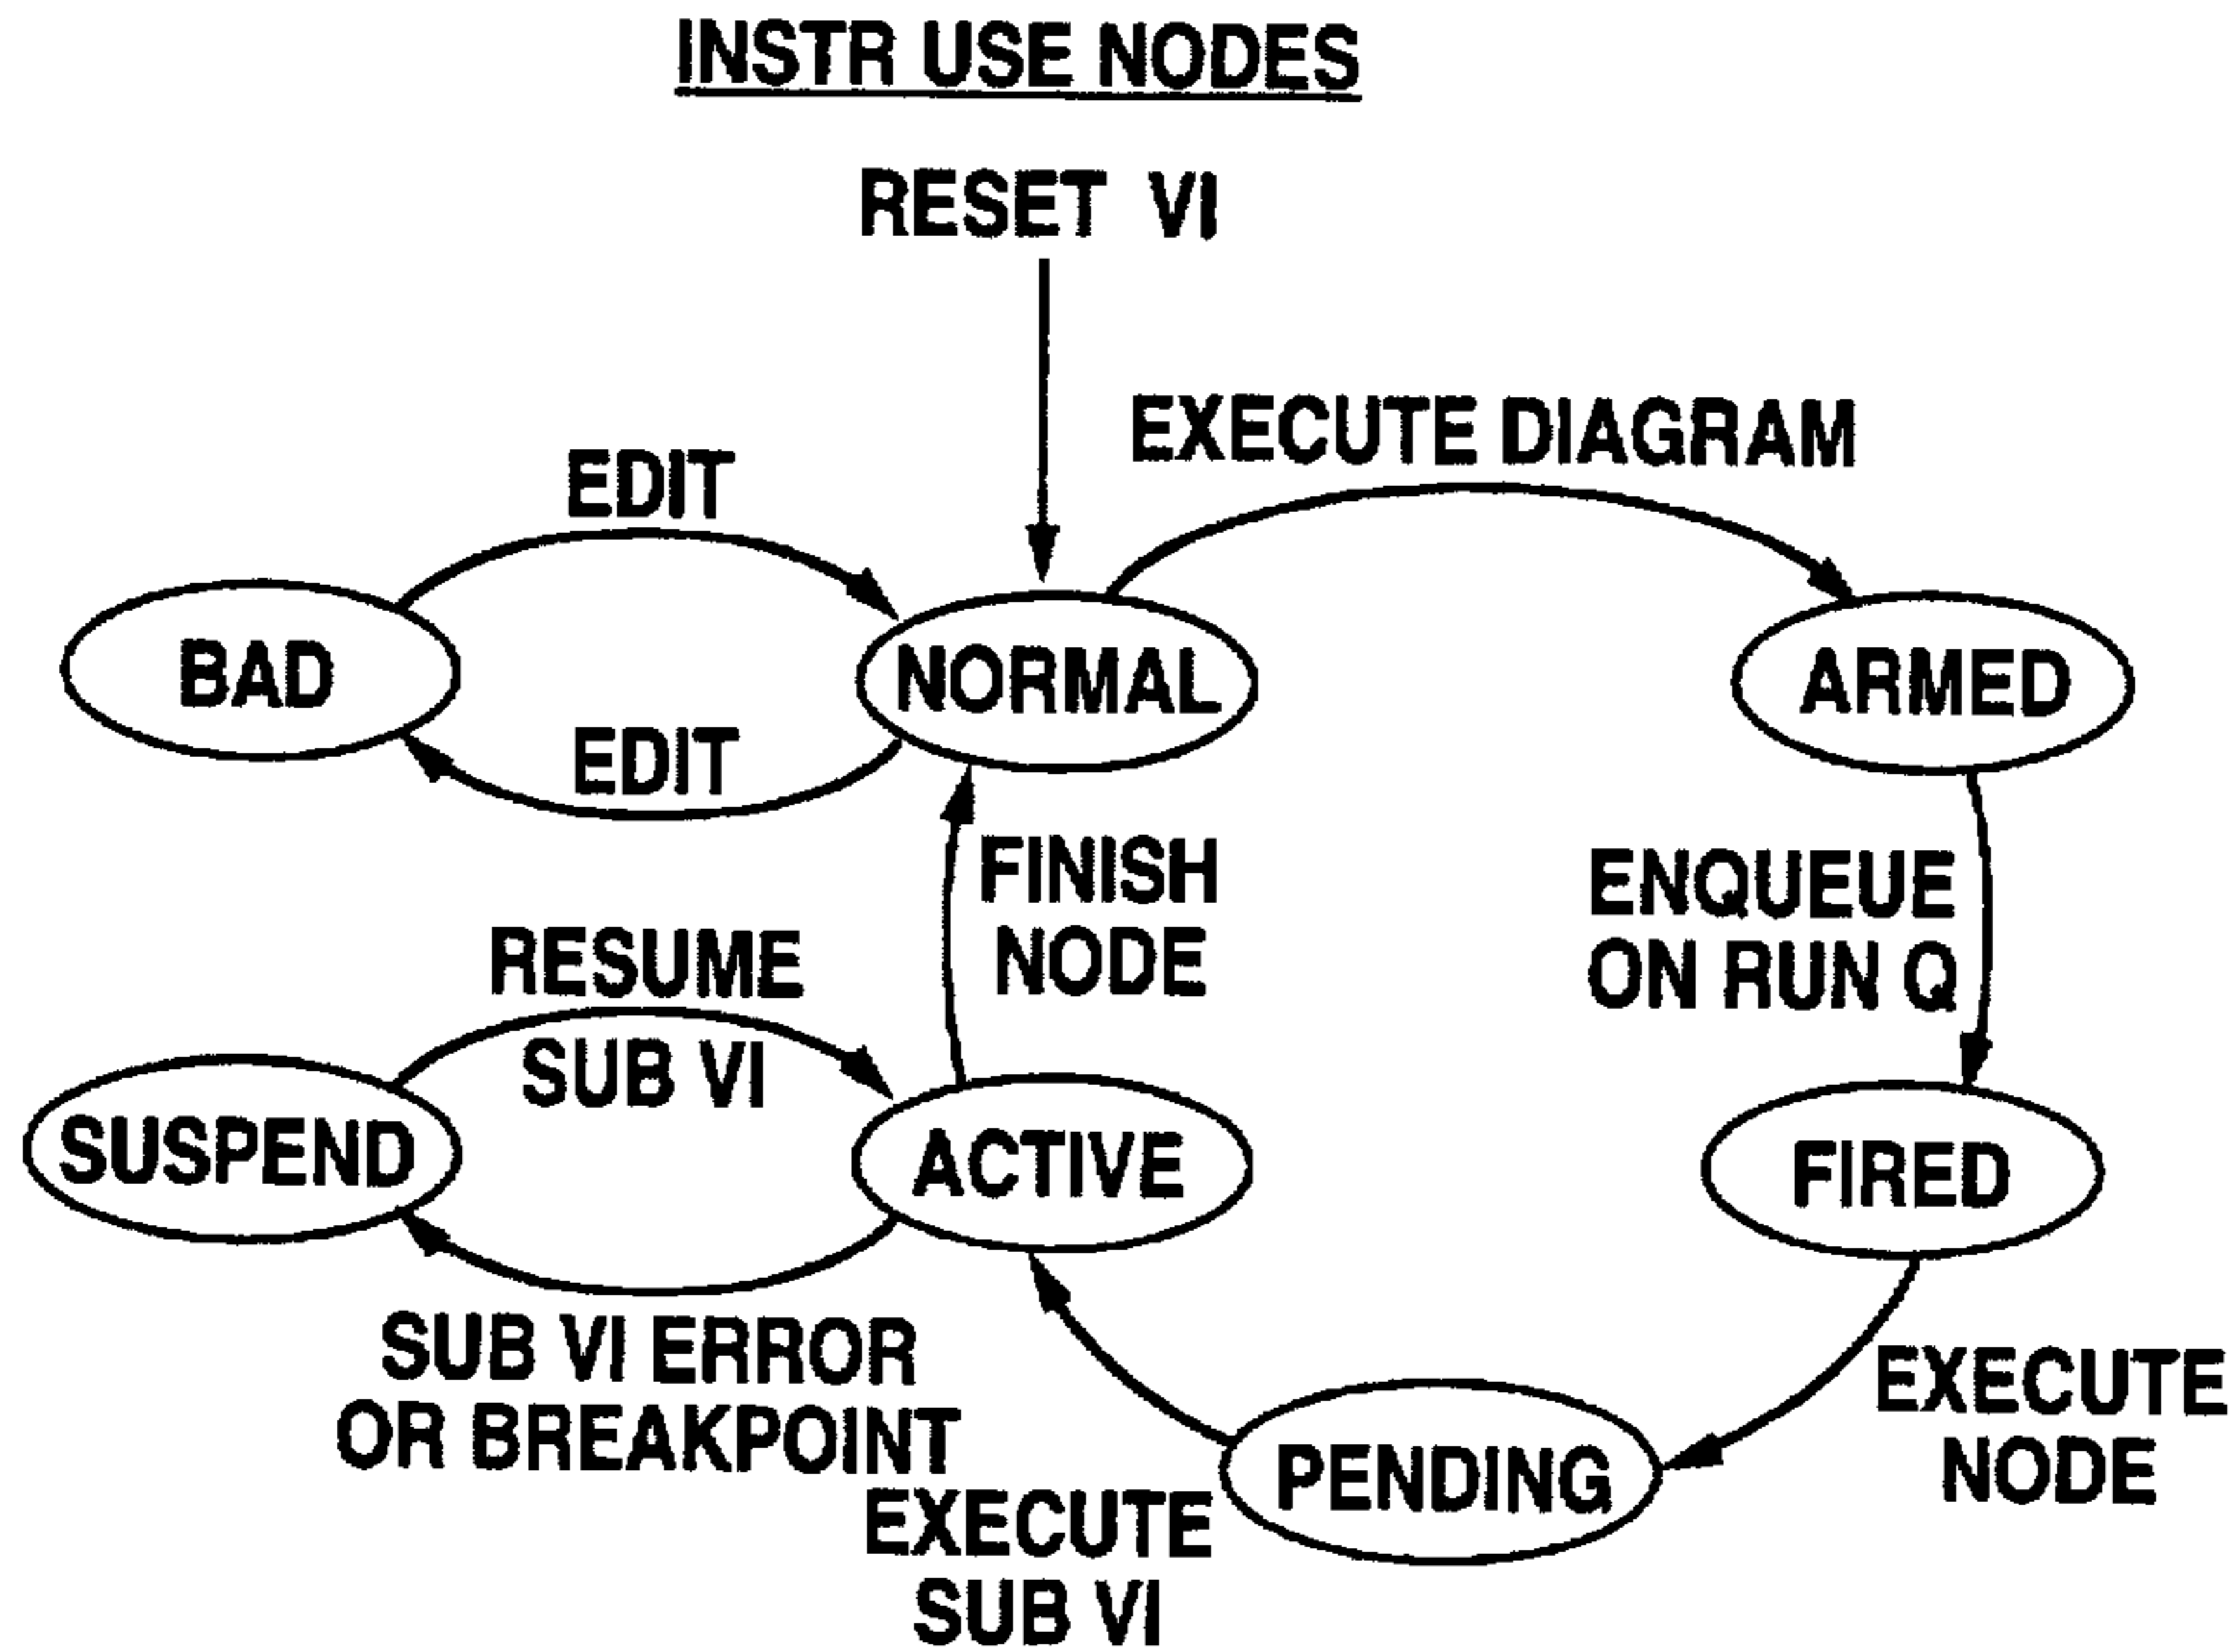 INSTR USE NODES
RESET VI
EXECUTE DIAGRAM
EDIT
BAD
NORMAL
ARMED
EDIT
FINISH
NODE
ENQUEUE
ON RUN Q
RESUME
SUB VI
SUSPEND
ACTIVE
FIRED
SUB VI ERROR
OR BREAKPOINT
EXECUTE
NODE
PENDING
EXECUTE
SUB VI